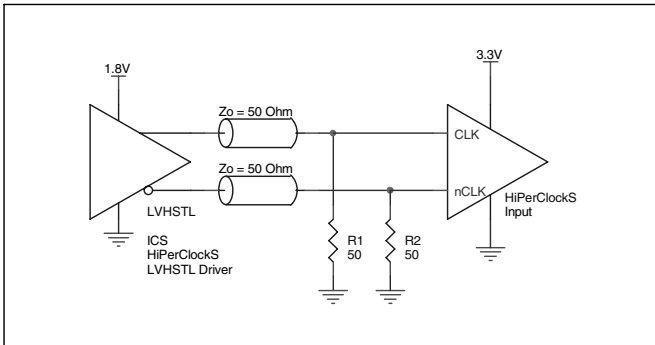 1.8V
3.3V
Zo = 50 Ohm
CLK
Zo = 50 Ohm
nCLK
HiPerClockS
Input
LVHSTL
ICS
HiPerClockS
LVHSTL Driver
R1
50
R2
50